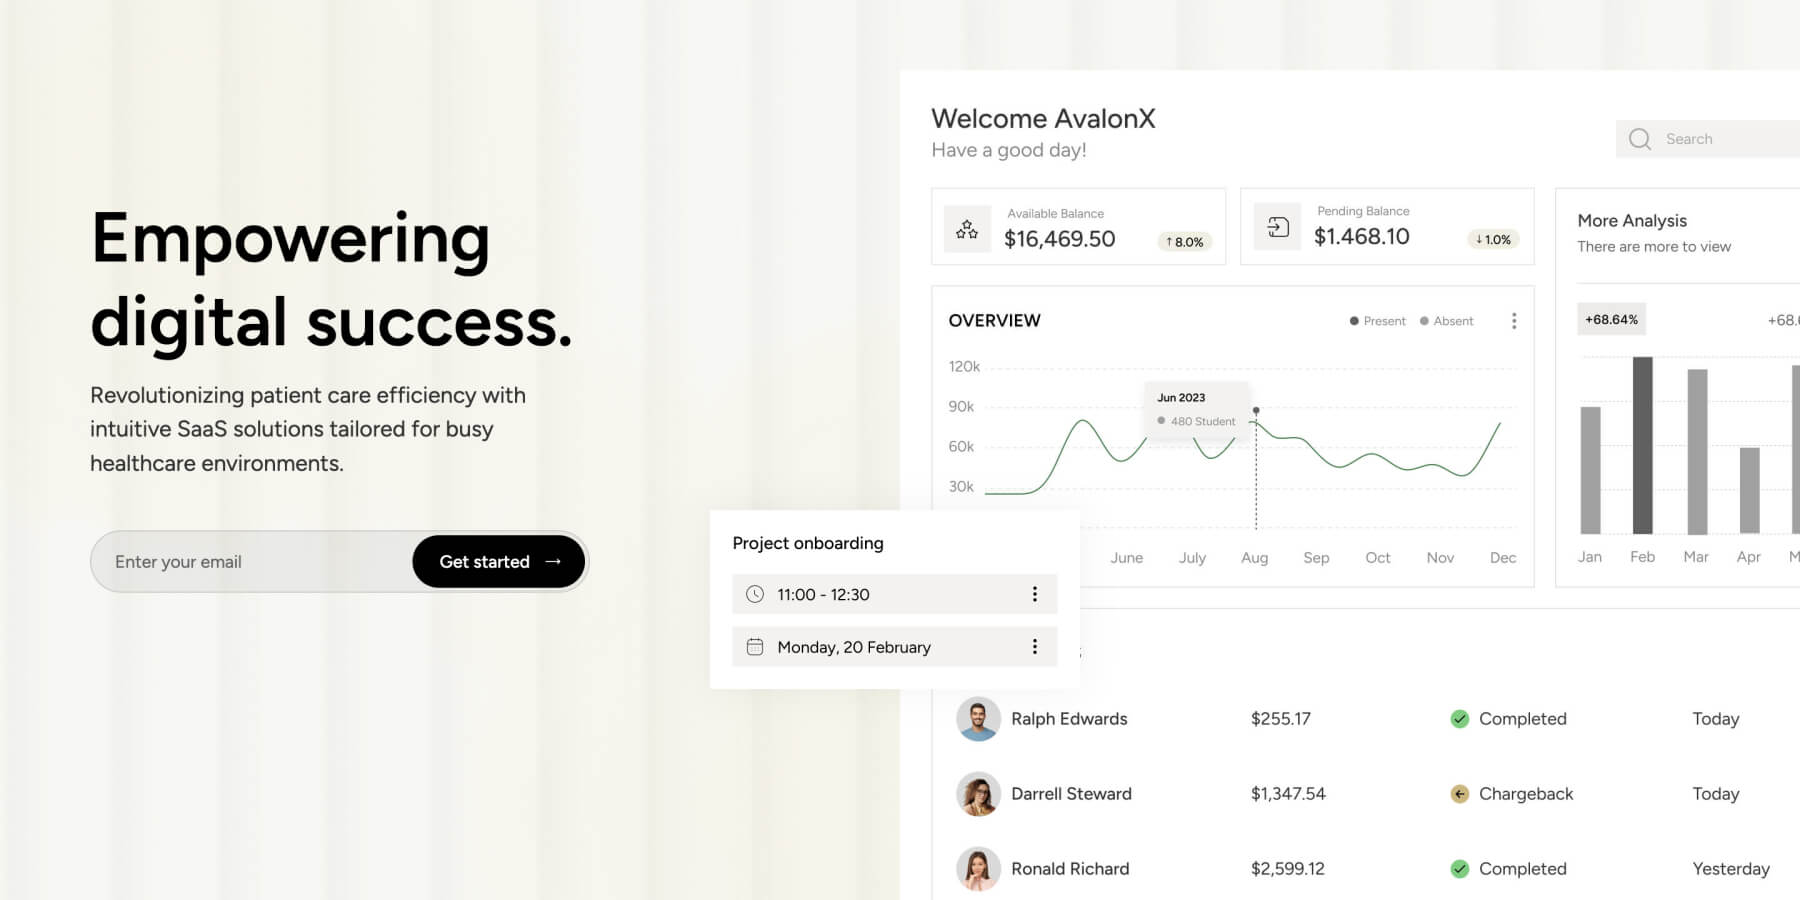 Empowering
digital success.
Revolutionizing patient care efficiency with
intuitive SaaS solutions tailored for busy
healthcare environments.
Enter your email
Get started →
Welcome AvalonX
Have a good day!
Search
Available Balance
$16,469.50
↑ 8.0%
Pending Balance
$1.468.10
↓ 1.0%
More Analysis
There are more to view
+68.64%
OVERVIEW
Present
Absent
120k
90k
60k
30k
Jun 2023
480 Student
June July Aug Sep Oct Nov Dec
Jan Feb Mar Apr
Project onboarding
11:00 - 12:30
Monday, 20 February
Ralph Edwards $255.17 Completed Today
Darrell Steward $1,347.54 Chargeback Today
Ronald Richard $2,599.12 Completed Yesterday